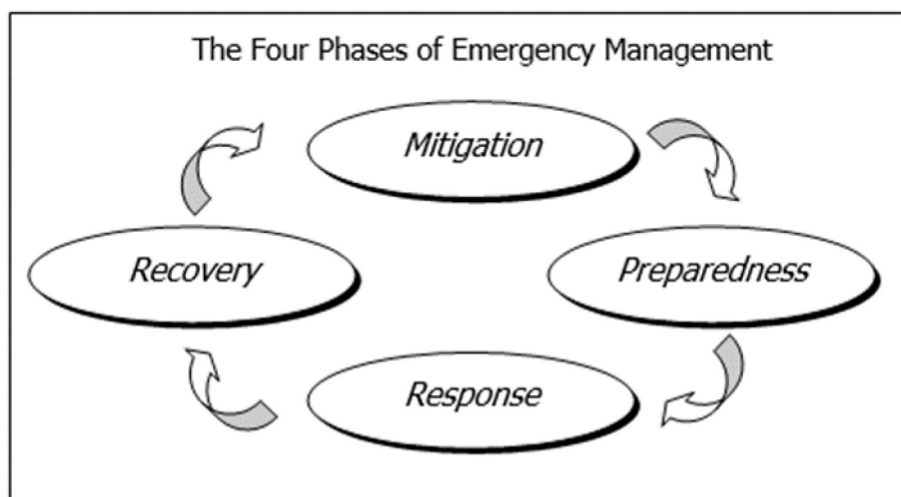 The Four Phases of Emergency Management
Mitigation
Recovery
Preparedness
Response